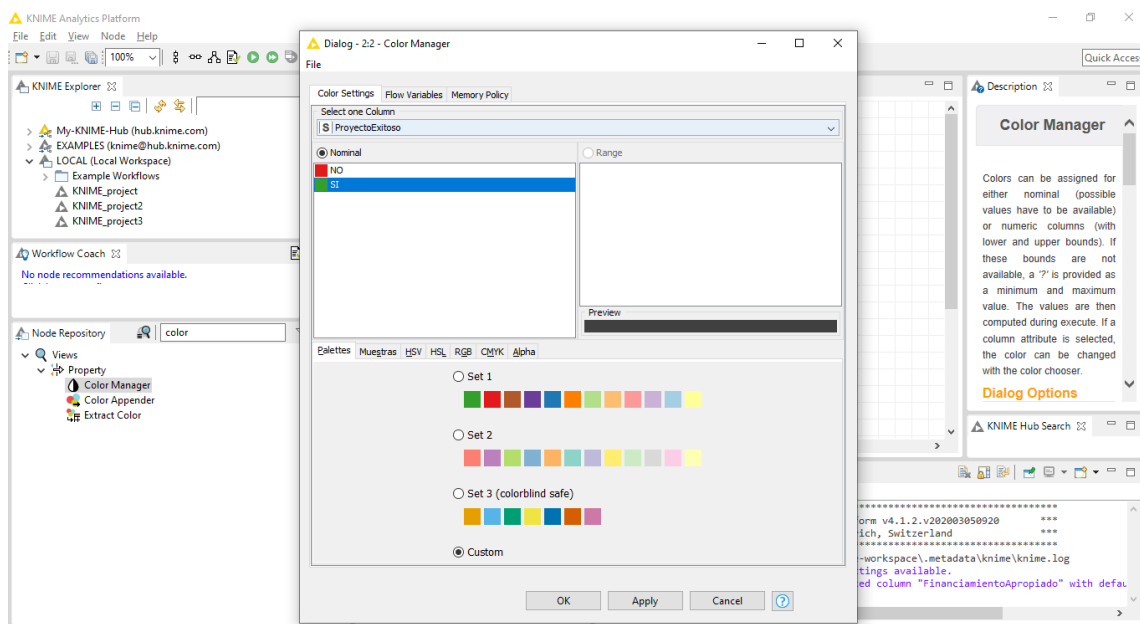 KNIME Analytics Platform
File Edit View Node Help
100%
Quick Access
KNIME Explorer
My-KNIME-Hub (hub.knime.com)
EXAMPLES (knime@hub.knime.com)
LOCAL (Local Workspace)
Example Workflows
KNIME_project
KNIME_project2
KNIME_project3
Workflow Coach
No node recommendations available.
Node Repository
color
Views
Property
Color Manager
Color Appender
Extract Color
Dialog - 2:2 - Color Manager
File
Color Settings Flow Variables Memory Policy
Select one Column
S ProyectoExitoso
Nominal
Range
NO
SI
Preview
Palettes Muestras HSV HSL RGB CMYK Alpha
Set 1
Set 2
Set 3 (colorblind safe)
Custom
OK Apply Cancel ?
Description
Color Manager
Colors can be assigned for
either nominal (possible
values have to be available)
or numeric columns (with
lower and upper bounds). If
these bounds are not
available, a '?' is provided as
a minimum and maximum
value. The values are then
computed during execute. If a
column attribute is selected,
the color can be changed
with the color chooser.
Dialog Options
KNIME Hub Search
***********************************
form v4.1.2.v202003050920 ***
rich, Switzerland ***
***********************************
-workspace\.metadata\knime\knime.log
ttings available.
ted column "FinanciamientoApropiado" with defau